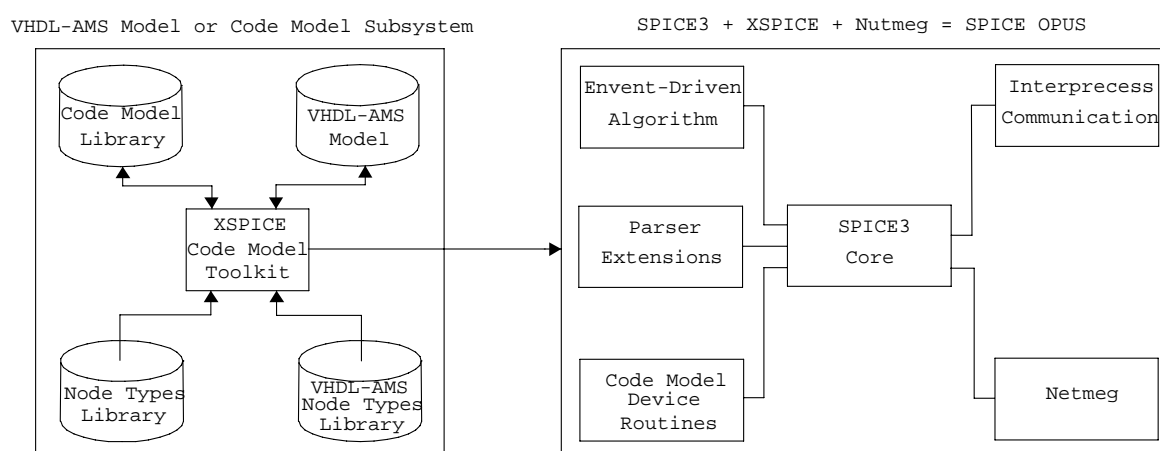 VHDL-AMS Model or Code Model Subsystem
SPICE3 + XSPICE + Nutmeg = SPICE OPUS
Code Model
Library
VHDL-AMS
Model
XSPICE
Code Model
Toolkit
Node Types
Library
VHDL-AMS
Node Types
Library
Envent-Driven
Algorithm
Interprecess
Communication
Parser
Extensions
SPICE3
Core
Code Model
Device
Routines
Netmeg